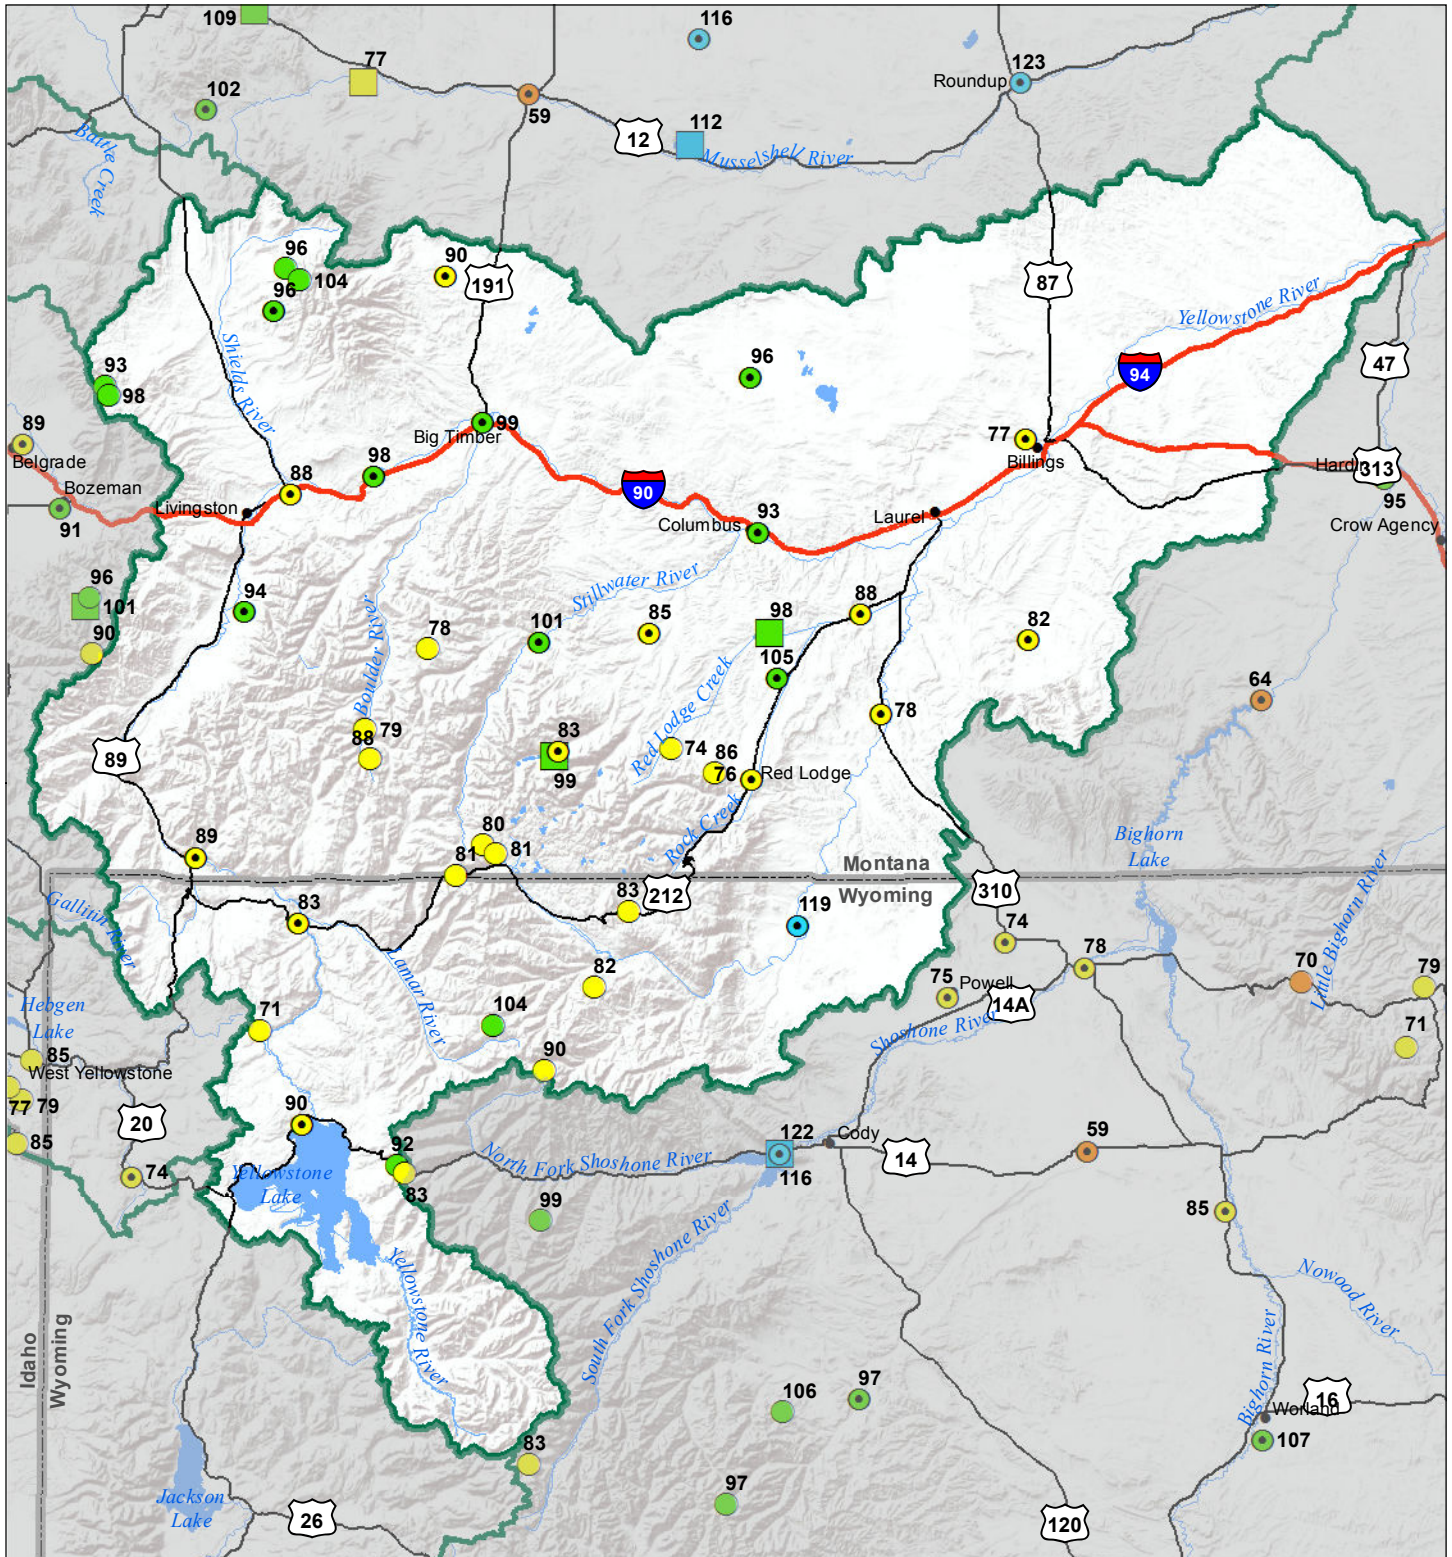 109
116
77
123
Roundup
102
59
12
112
Musselshell River
Battle Creek
96
104
90
191
87
96
Yellowstone River
Shields River
93
98
96
94
47
89
Belgrade
Big Timber
99
77
Billings
98
88
90
Hardin
313
95
Bozeman
91
Livingston
Columbus
93
Laurel
Crow Agency
96
101
90
94
Stillwater River
Boulder River
78
101
85
98
88
82
105
Red Lodge Creek
64
79
88
78
89
83
99
74
86
76
Red Lodge
Rock Creek
89
80
81
81
Bighorn Lake
Montana
Wyoming
83
212
310
Little Bighorn River
Gallitin River
83
119
74
78
Lamar River
82
75
Powell
14A
70
79
Hebgen Lake
71
104
Shoshone River
71
85
West Yellowstone
90
77
79
20
90
85
92
83
North Fork Shoshone River
122
116
Cody
14
59
74
Yellowstone Lake
99
85
South Fork Shoshone River
Yellowstone River
Nowood River
Idaho
Wyoming
Bighorn River
106
97
16
Worland
107
83
97
Jackson Lake
26
120